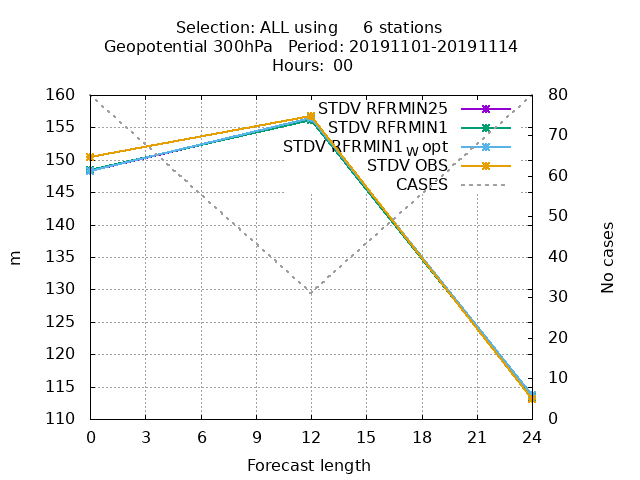 Selection: ALL using     6 stations
Geopotential 300hPa   Period: 20191101-20191114
Hours:  00
160
155
150
145
140
135
130
125
120
115
110
80
70
60
50
40
30
20
10
0
m
No cases
STDV RFRMIN25
STDV RFRMIN1
STDV RFRMIN1_W opt
STDV OBS
CASES
0 3 6 9 12 15 18 21 24
Forecast length